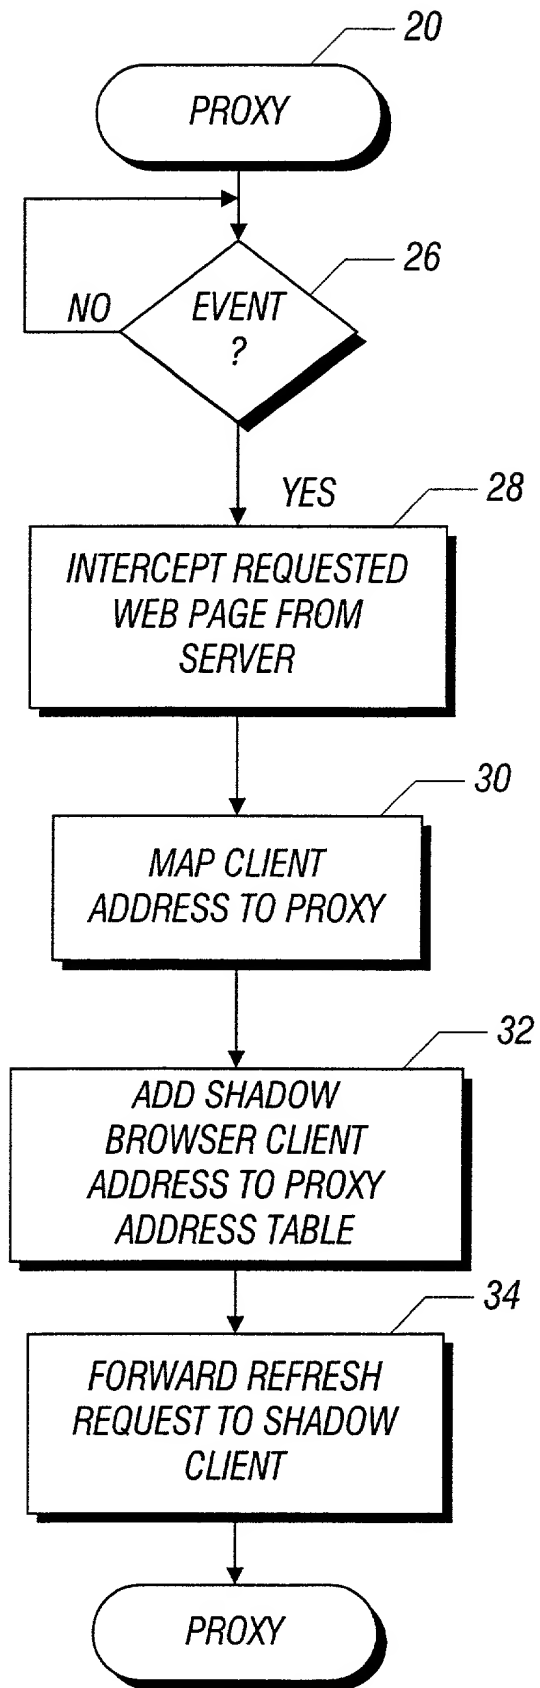 20
PROXY
26
EVENT
?
NO
YES
28
INTERCEPT REQUESTED
WEB PAGE FROM
SERVER
30
MAP CLIENT
ADDRESS TO PROXY
32
ADD SHADOW
BROWSER CLIENT
ADDRESS TO PROXY
ADDRESS TABLE
34
FORWARD REFRESH
REQUEST TO SHADOW
CLIENT
PROXY